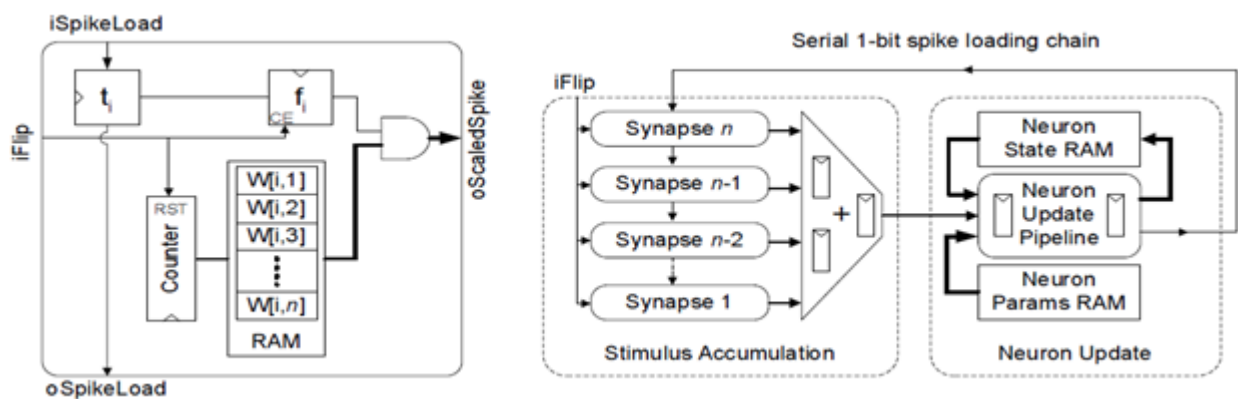 iSpikeLoad
t i
f i
CE
iFlip
oScaledSpike
RST
Counter
W[i,1]
W[i,2]
W[i,3]
W[i,n]
RAM
oSpikeLoad
Serial 1-bit spike loading chain
iFlip
Synapse n
Synapse n-1
Synapse n-2
Synapse 1
+
Stimulus Accumulation
Neuron
State RAM
Neuron
Update
Pipeline
Neuron
Params RAM
Neuron Update